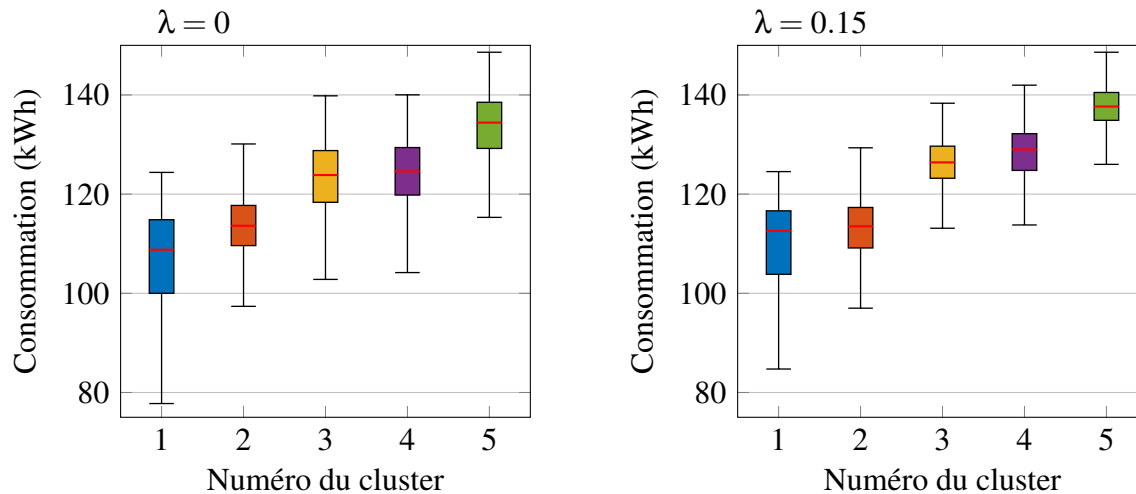 λ = 0
Consommation (kWh)
140
120
100
80
1 2 3 4 5
Numéro du cluster
λ = 0.15
Consommation (kWh)
140
120
100
80
1 2 3 4 5
Numéro du cluster